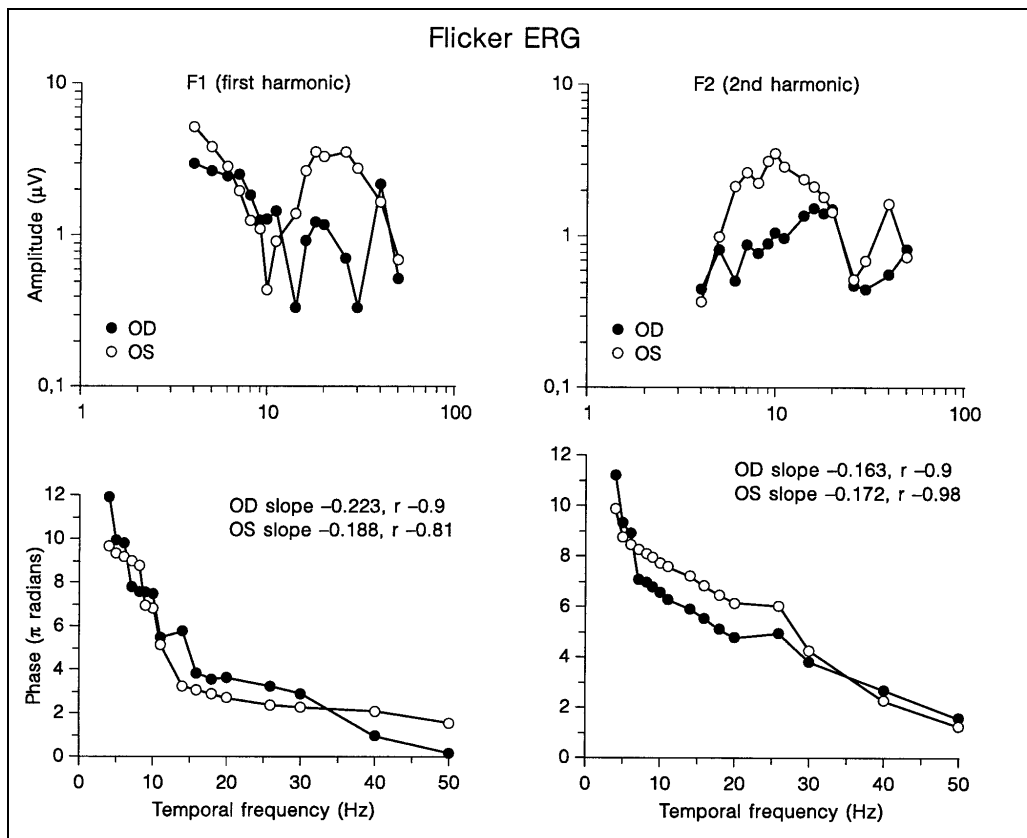 Flicker ERG
F1 (first harmonic)
10
1
0,1
Amplitude (μV)
OD
OS
1 10 100
F2 (2nd harmonic)
10
1
0,1
OD
OS
1 10 100
OD slope –0.223, r –0.9
OS slope –0.188, r –0.81
12
10
8
6
4
2
0
Phase (π radians)
0 10 20 30 40 50
Temporal frequency (Hz)
OD slope –0.163, r –0.9
OS slope –0.172, r –0.98
12
10
8
6
4
2
0
0 10 20 30 40 50
Temporal frequency (Hz)